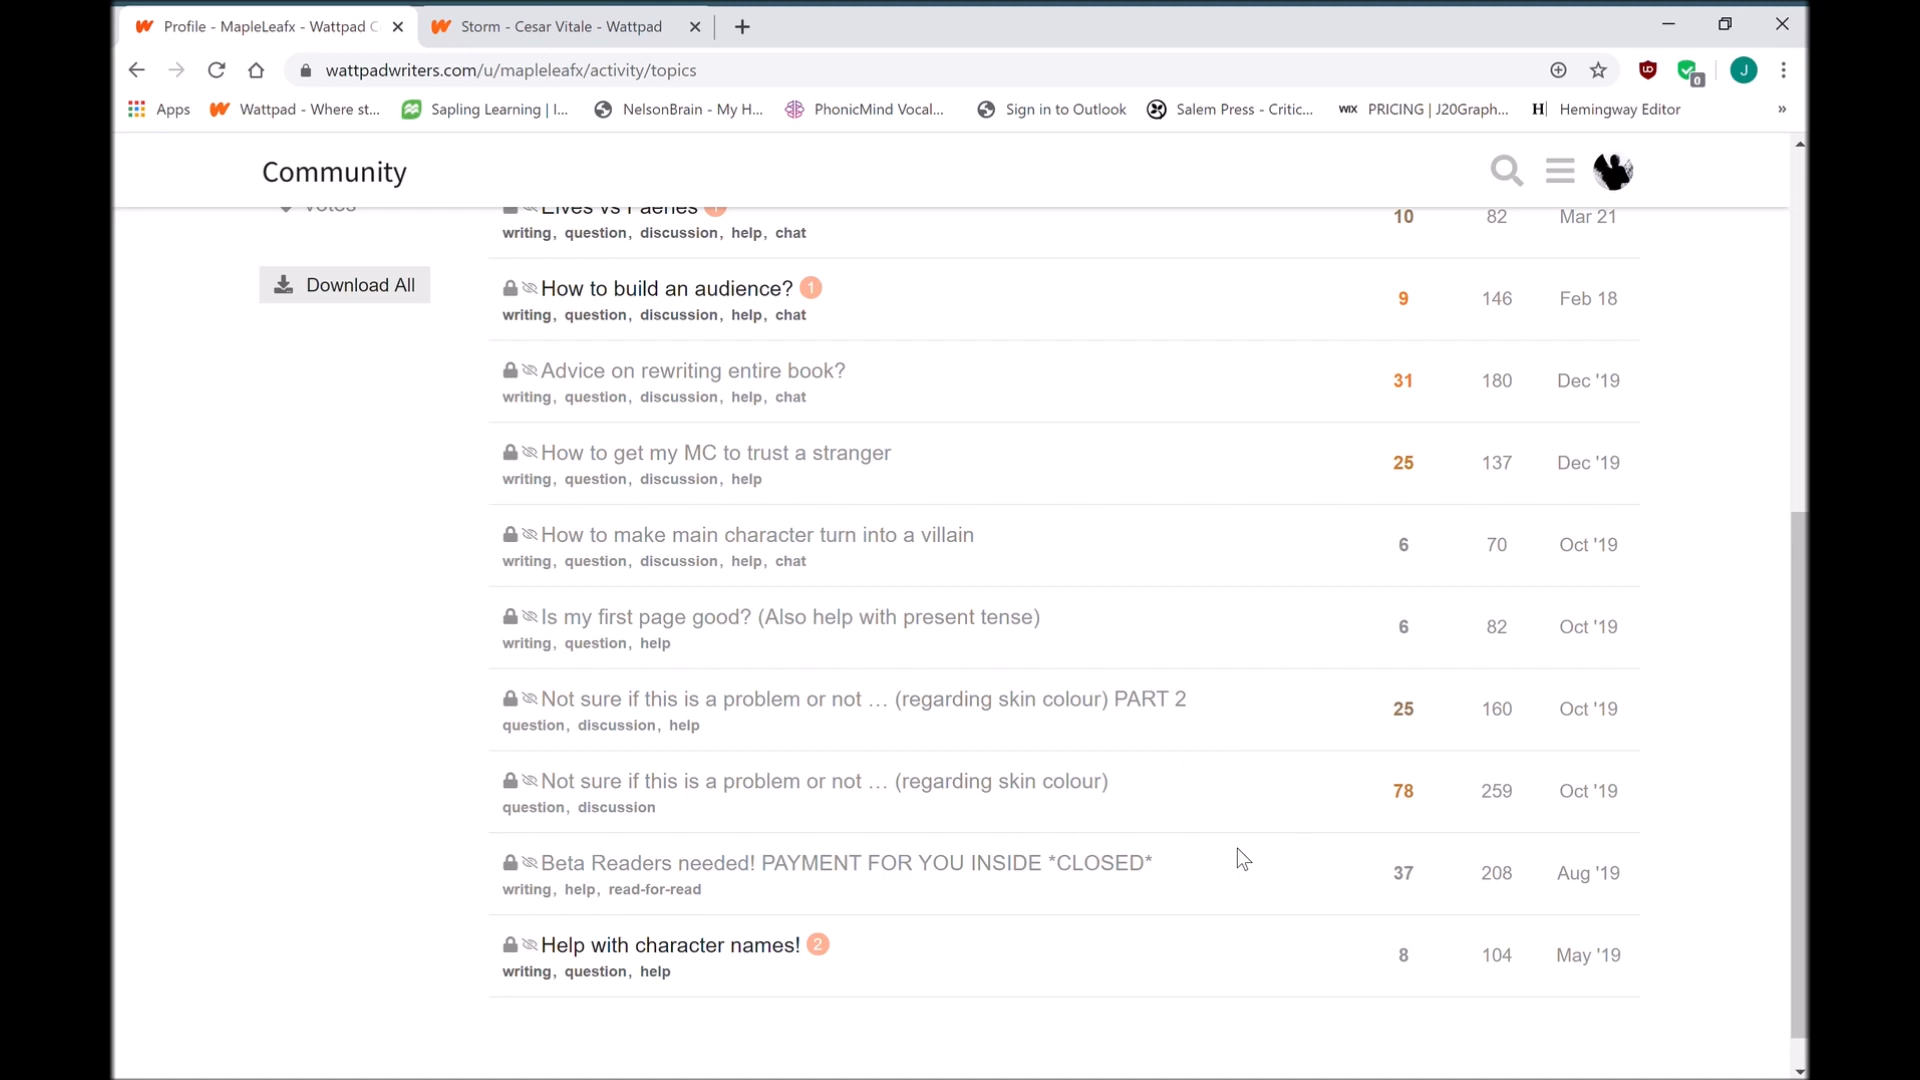 Profile - MapleLeafx - Wattpad C
Storm - Cesar Vitale - Wattpad
wattpadwriters.com/u/mapleleafx/activity/topics
0
J
Apps
Wattpad - Where st...
Sapling Learning | I...
NelsonBrain - My H...
PhonicMind Vocal...
Sign in to Outlook
Salem Press - Critic...
WIX PRICING | J20Graph...
H Hemingway Editor
»
Community
Votes
Elves vs Faeries 1 10 82 Mar 21
writing, question, discussion, help, chat
Download All
How to build an audience? 1 9 146 Feb 18
writing, question, discussion, help, chat
Advice on rewriting entire book? 31 180 Dec '19
writing, question, discussion, help, chat
How to get my MC to trust a stranger 25 137 Dec '19
writing, question, discussion, help
How to make main character turn into a villain 6 70 Oct '19
writing, question, discussion, help, chat
Is my first page good? (Also help with present tense) 6 82 Oct '19
writing, question, help
Not sure if this is a problem or not … (regarding skin colour) PART 2 25 160 Oct '19
question, discussion, help
Not sure if this is a problem or not … (regarding skin colour) 78 259 Oct '19
question, discussion
Beta Readers needed! PAYMENT FOR YOU INSIDE *CLOSED* 37 208 Aug '19
writing, help, read-for-read
Help with character names! 2 8 104 May '19
writing, question, help